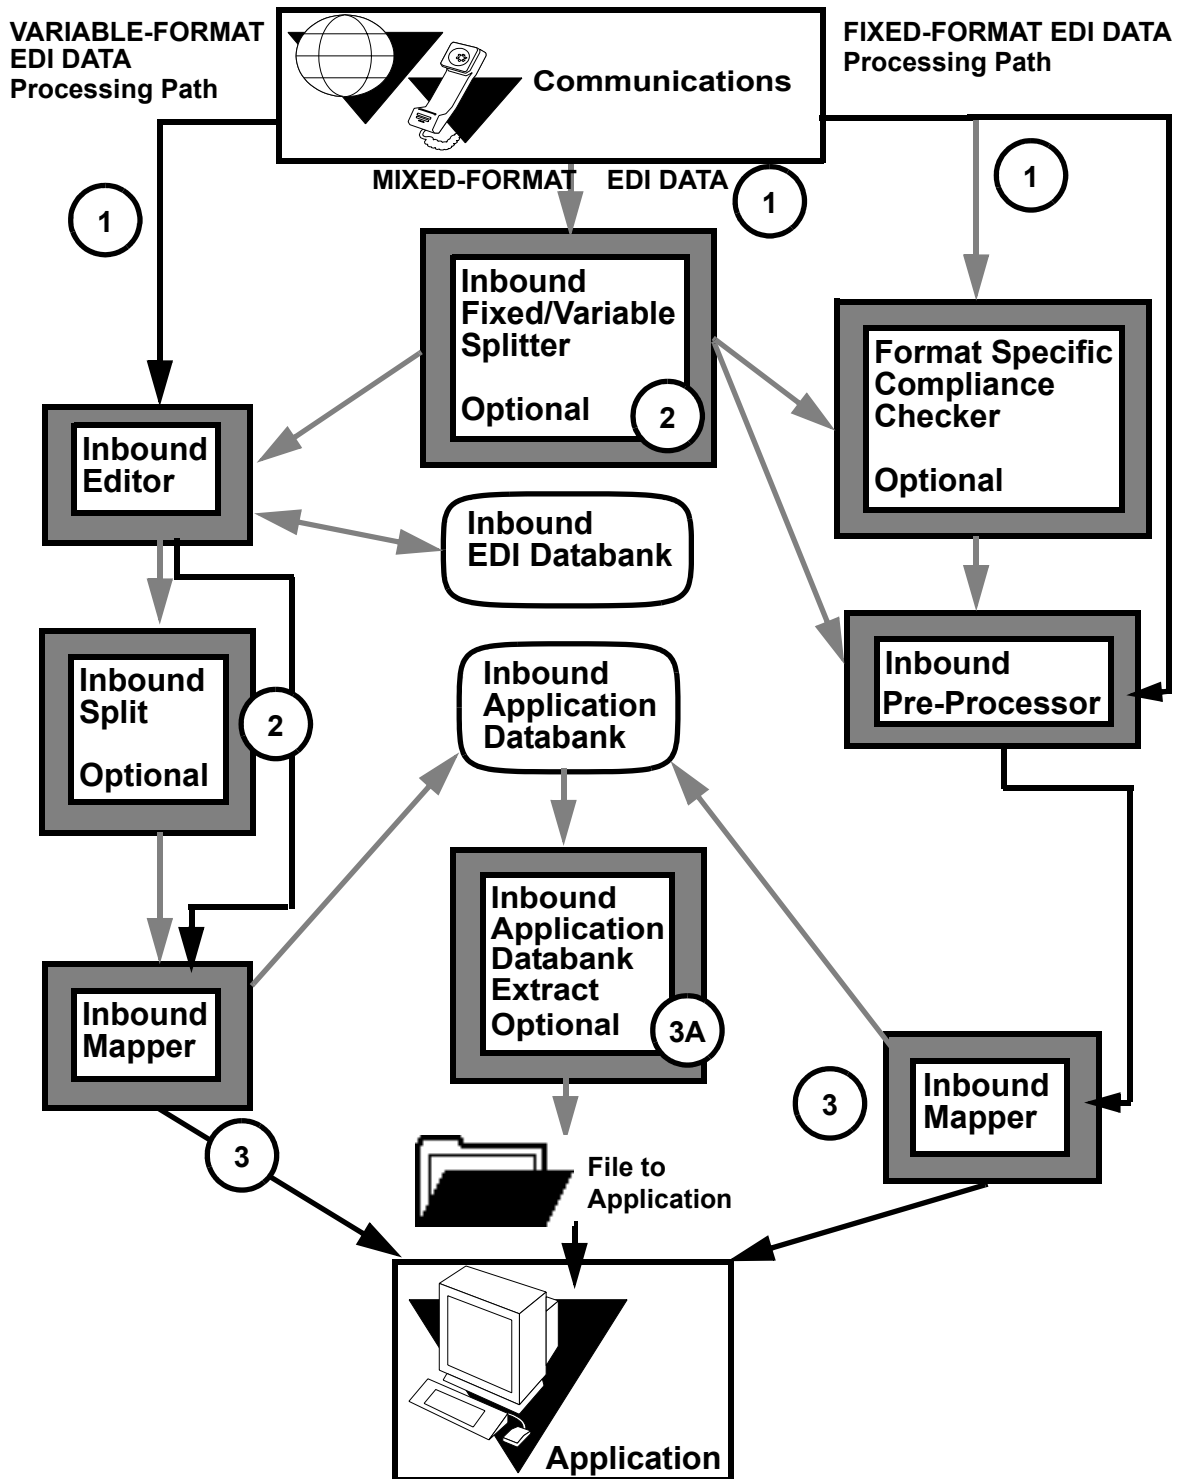 VARIABLE-FORMAT
EDI DATA
Processing Path
Communications
FIXED-FORMAT EDI DATA
Processing Path
MIXED-FORMAT EDI DATA
1
1
1
Inbound
Fixed/Variable
Splitter
Optional
2
Format Specific
Compliance
Checker
Optional
Inbound
Editor
Inbound
EDI Databank
Inbound
Split
Optional
2
Inbound
Application
Databank
Inbound
Pre-Processor
Inbound
Application
Databank
Extract
Optional
3A
Inbound
Mapper
3
Inbound
Mapper
3
File to
Application
Application